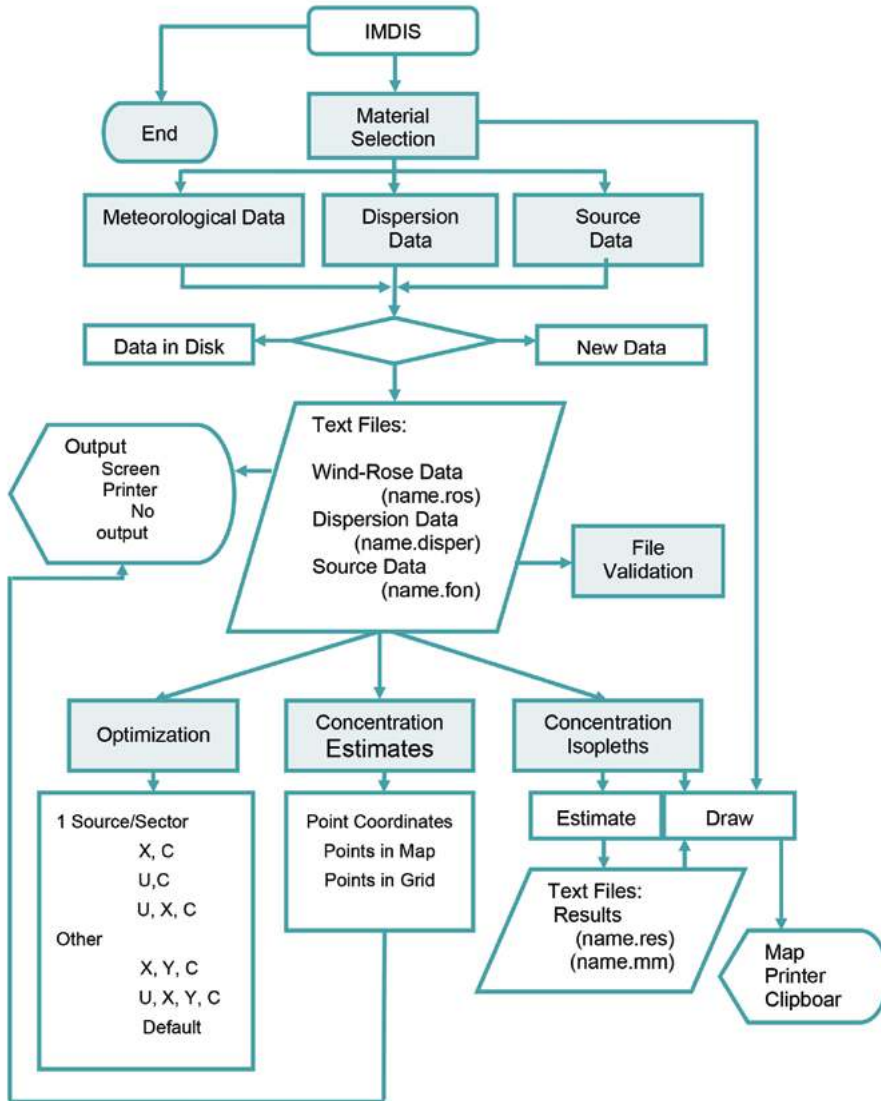 IMDIS
End
Material
Selection
Meteorológical Data
Dispersion
Data
Source
Data
Data in Disk
New Data
Text Files:
Wind-Rose Data
(name.ros)
Dispersion Data
(name.disper)
Source Data
(name.fon)
Output
Screen
Printer
No
output
File
Validation
Optimization
Concentration
Estimates
Concentration
Isopleths
1 Source/Sector
X, C
U,C
U, X, C
Other
X, Y, C
U, X, Y, C
Default
Point Coordinates
Points in Map
Points in Grid
Estimate
Draw
Text Files:
Results
(name.res)
(name.mm)
Map
Printer
Clipboar